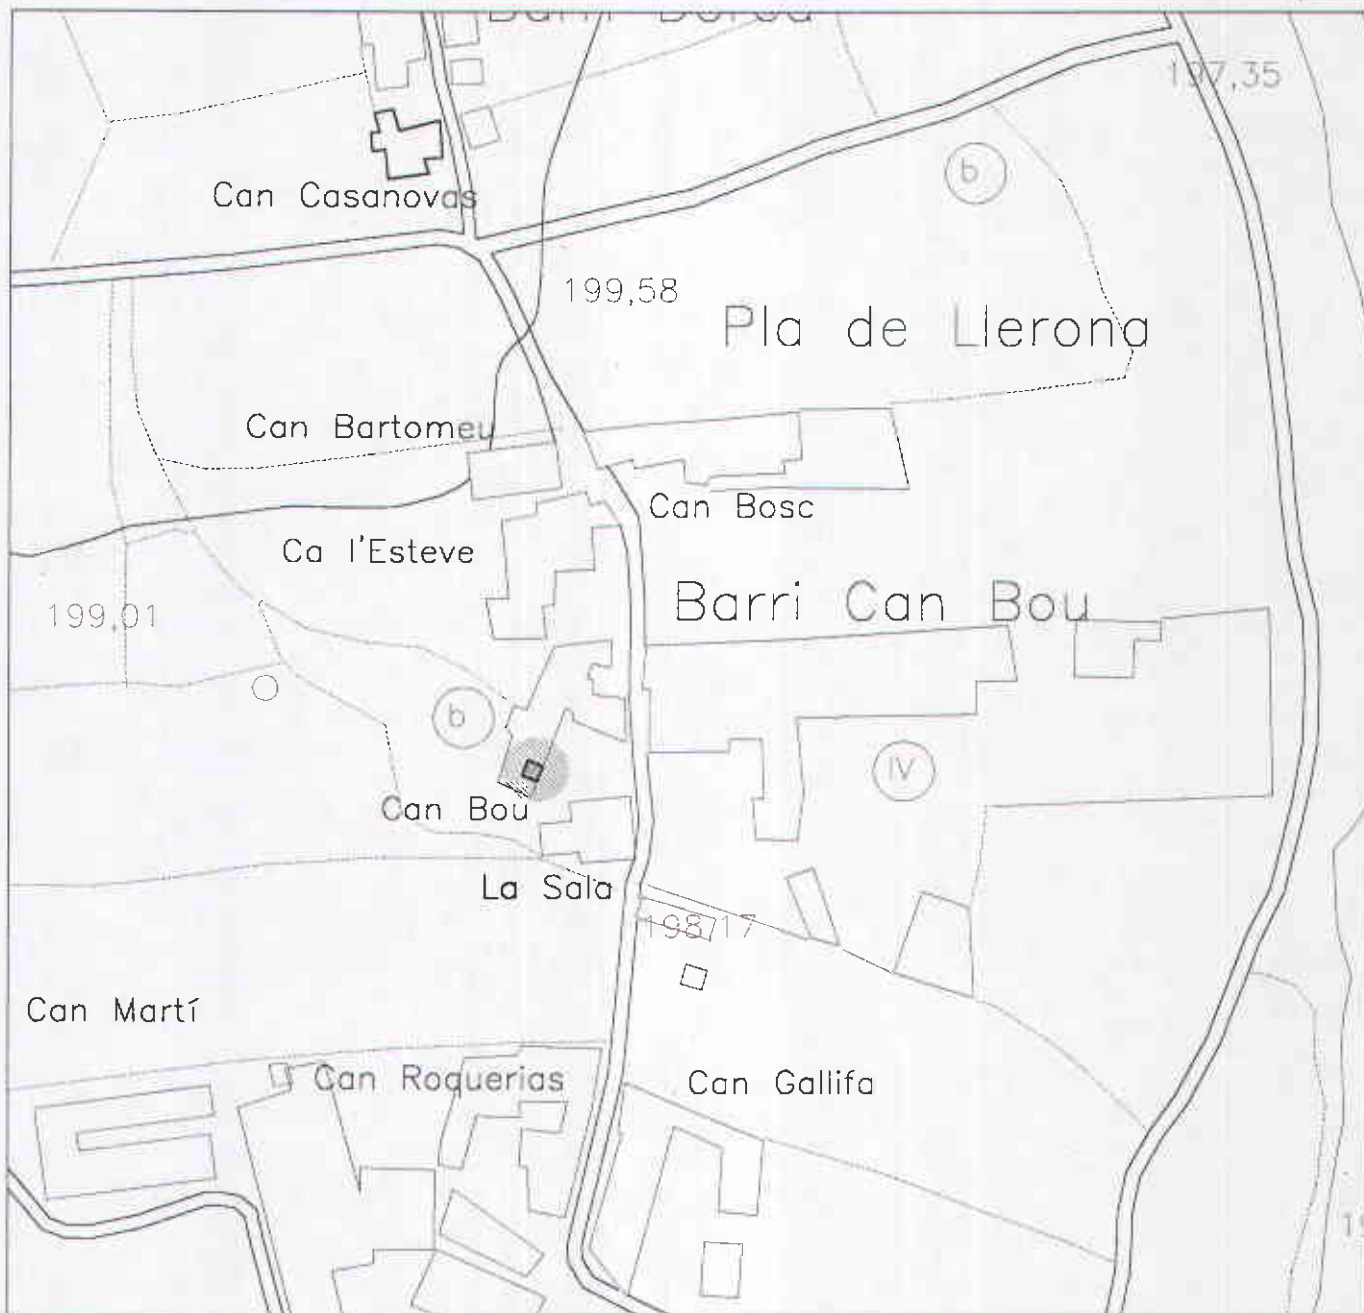 Barri
197,35
b
Can Casanovas
199,58
Pla de Llerona
Can Bartomeu
Can Bosc
Ca l'Esteve
Barri Can Bou
199,01
b
IV
Can Bou
La Sala
198,17
Can Martí
Can Roquerias
Can Gallifa